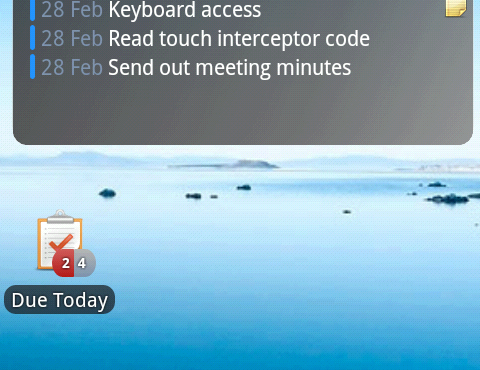 28 Feb Keyboard access
28 Feb Read touch interceptor code
28 Feb Send out meeting minutes
2 4
Due Today